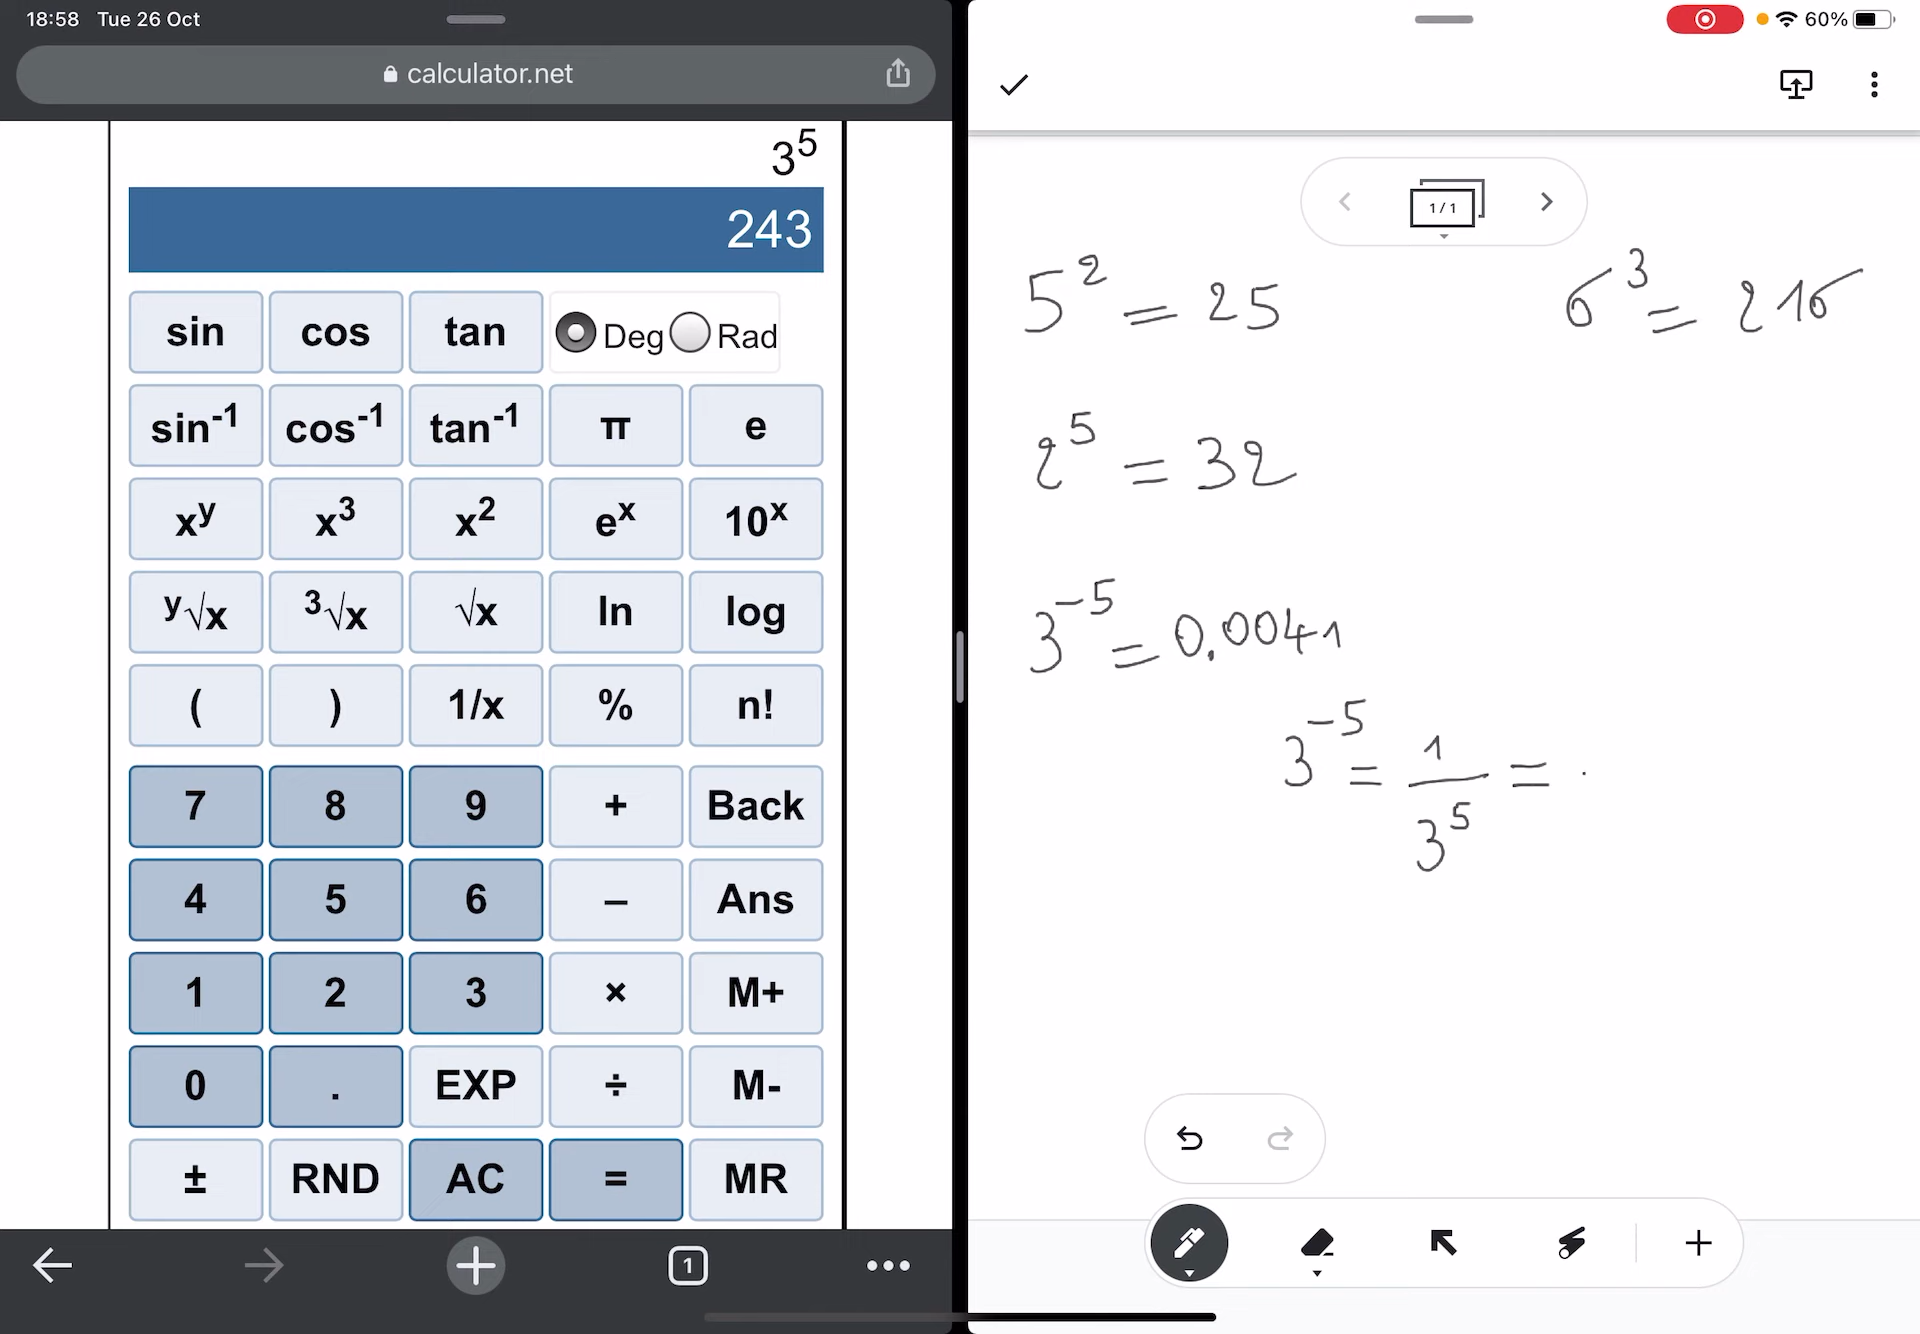 18:58 Tue 26 Oct
calculator.net
3^5
243
sin cos tan Deg Rad
sin^-1 cos^-1 tan^-1 π e
x^y x^3 x^2 e^x 10^x
y√x 3√x √x ln log
( ) 1/x % n!
7 8 9 + Back
4 5 6 – Ans
1 2 3 × M+
0 . EXP ÷ M-
± RND AC = MR
1
60%
1/1
5^2 = 25 6^3 = 216
2^5 = 32
3^-5 = 0.0041
3^-5 = 1/3^5 = .